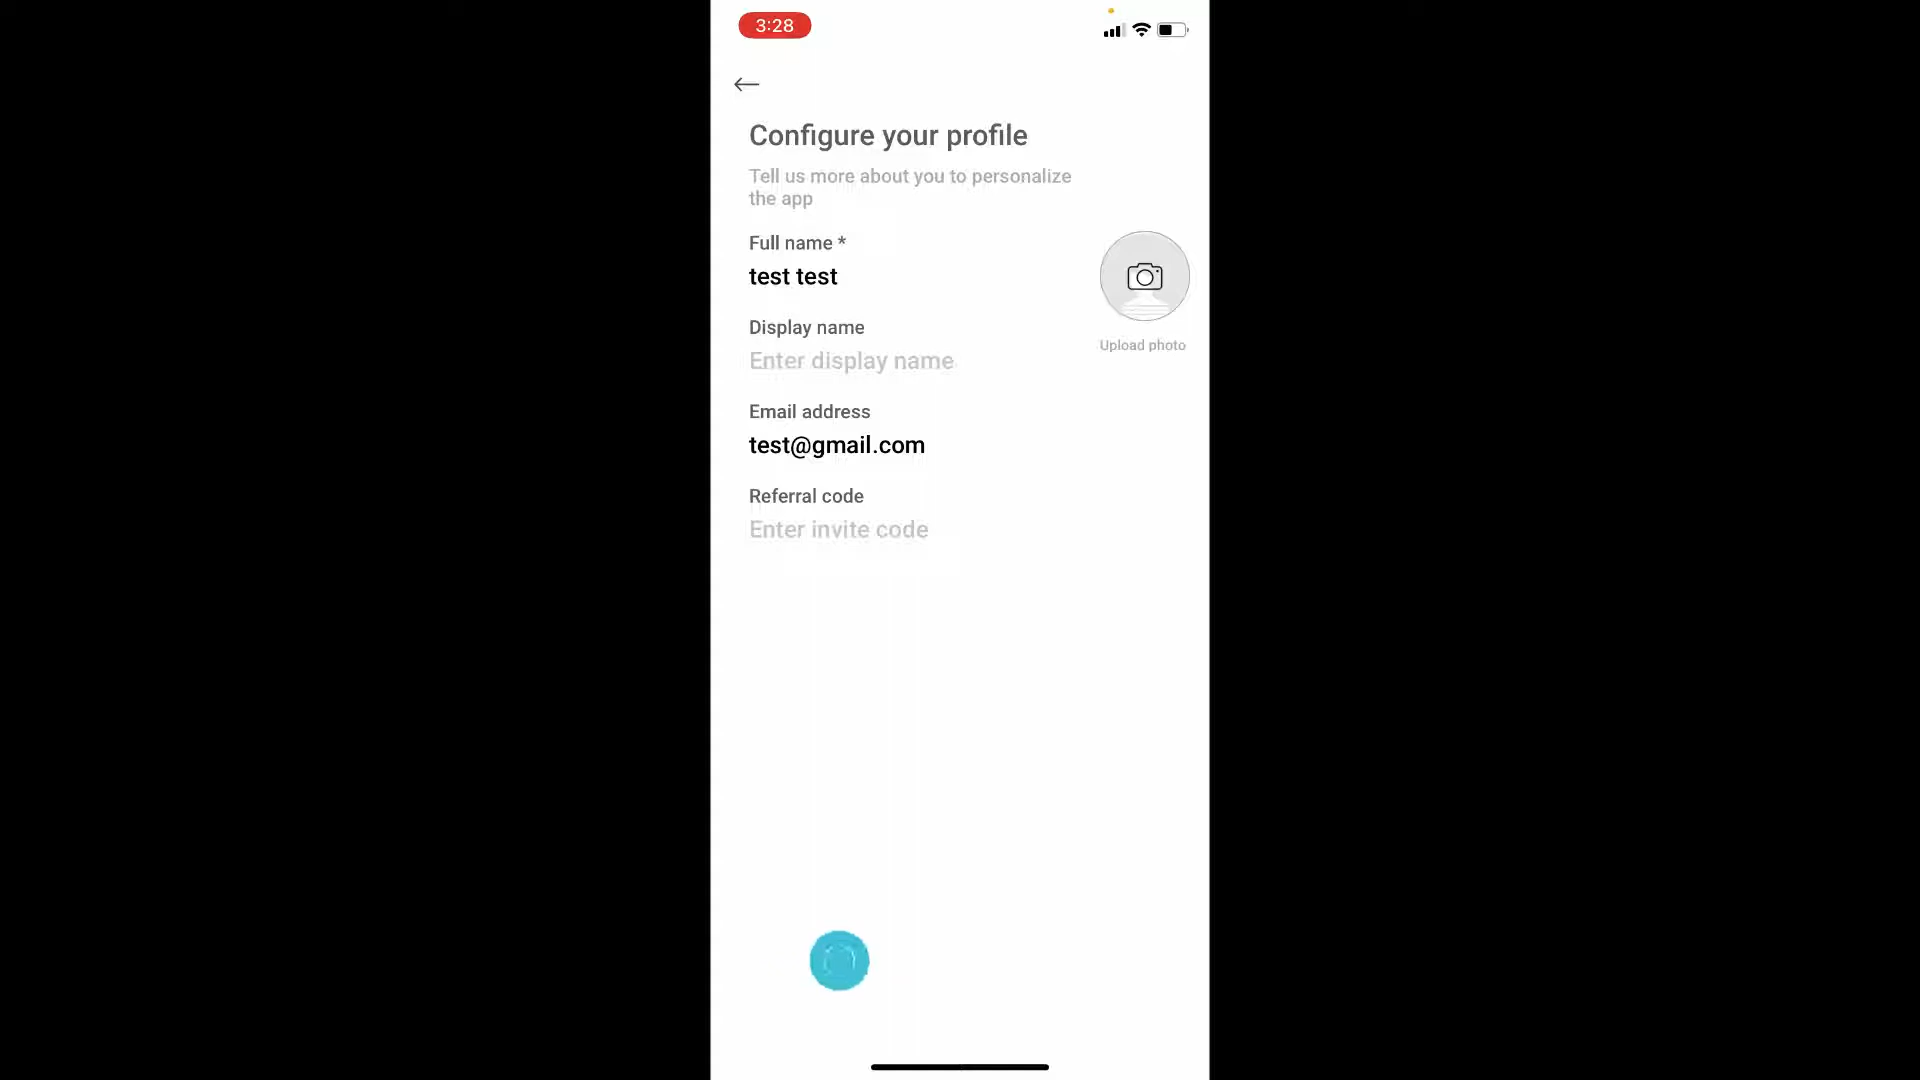 3:28
Configure your profile
Tell us more about you to personalize
the app
Full name *
test test
Display name
Enter display name
Upload photo
Email address
test@gmail.com
Referral code
Enter invite code